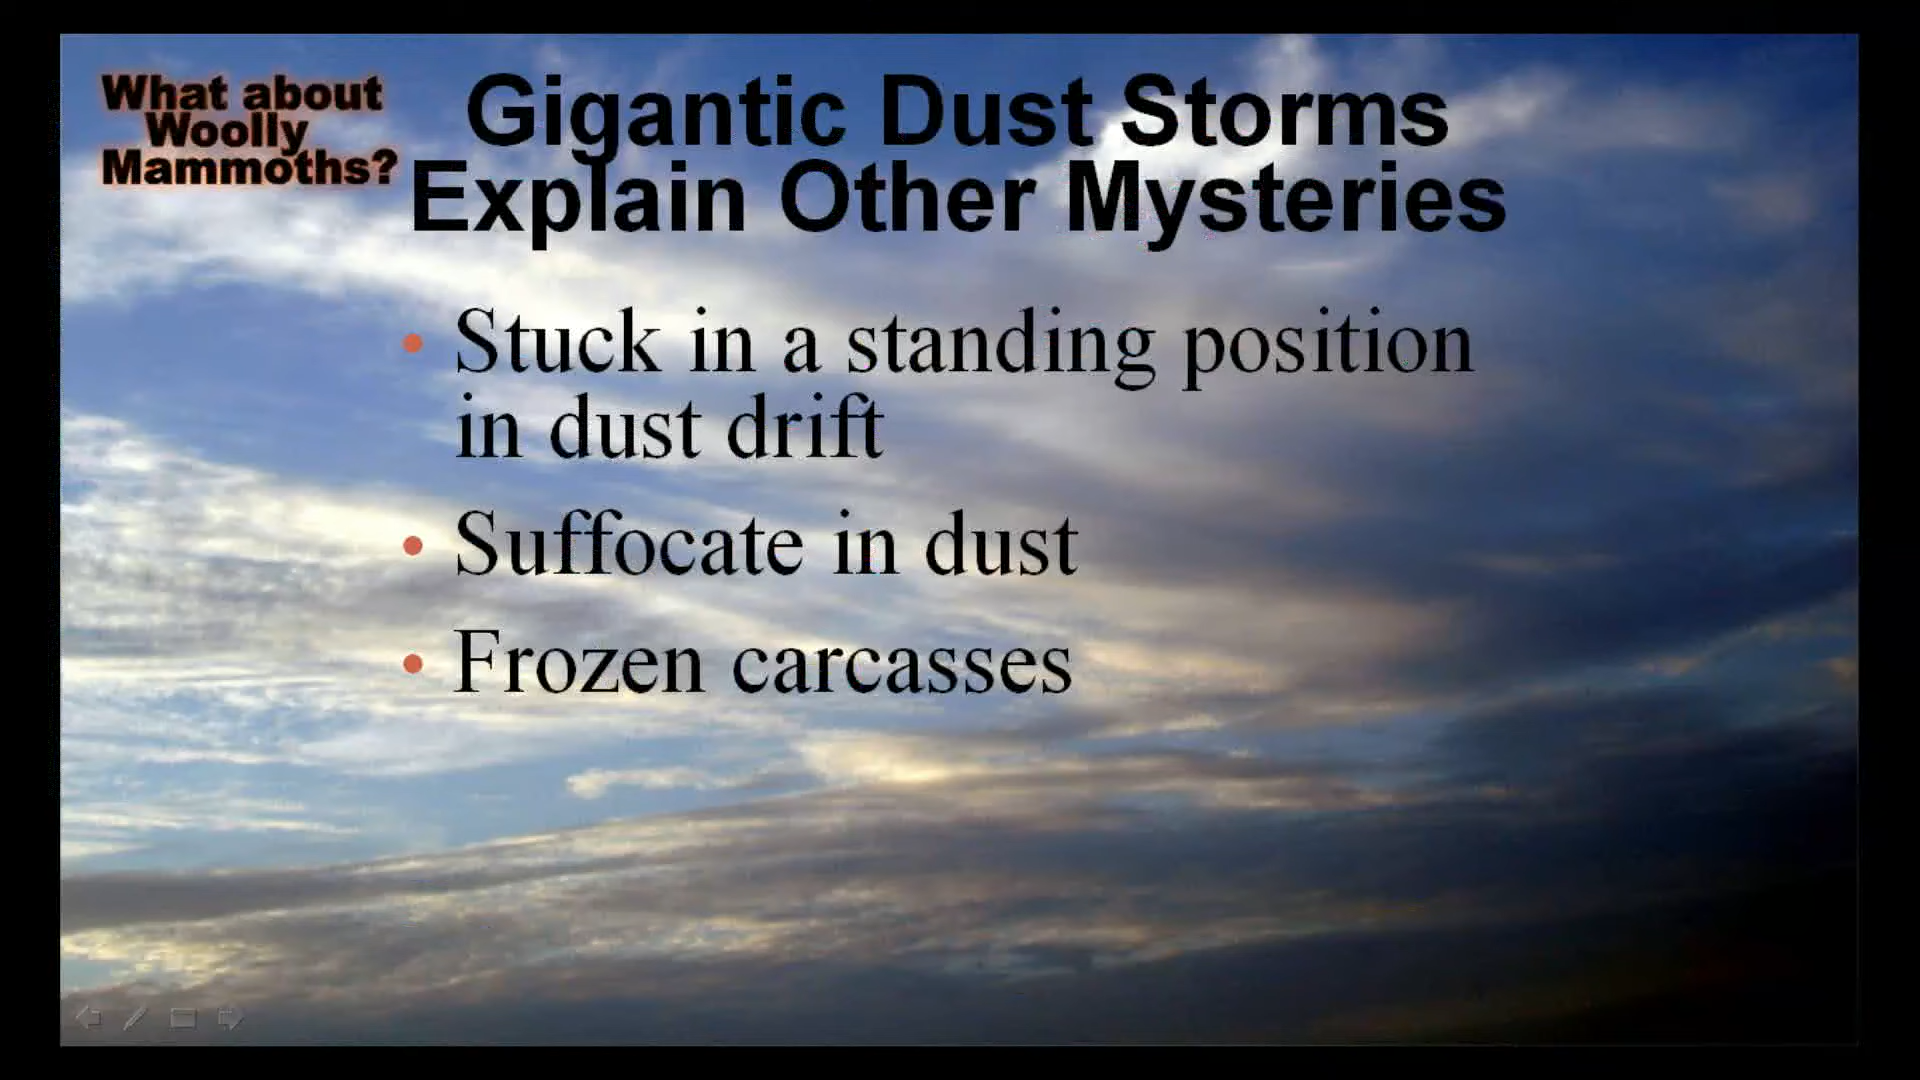 What about
Woolly
Mammoths?
Gigantic Dust Storms
Explain Other Mysteries
• Stuck in a standing position
in dust drift
• Suffocate in dust
• Frozen carcasses